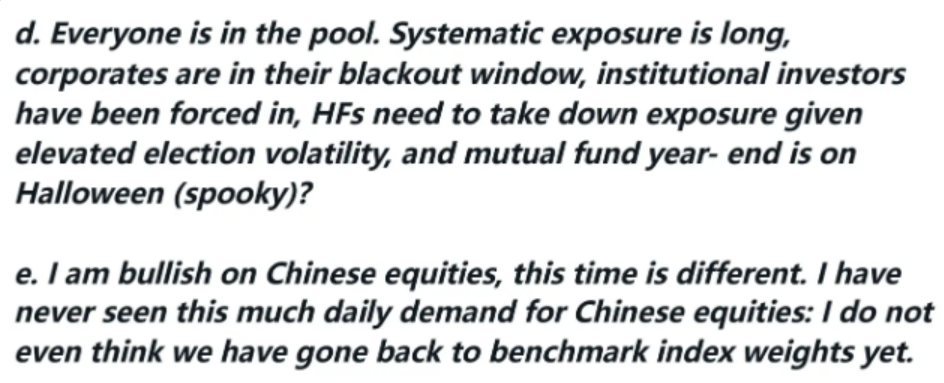 d. Everyone is in the pool. Systematic exposure is long,
corporates are in their blackout window, institutional investors
have been forced in, HFs need to take down exposure given
elevated election volatility, and mutual fund year- end is on
Halloween (spooky)?
e. I am bullish on Chinese equities, this time is different. I have
never seen this much daily demand for Chinese equities: I do not
even think we have gone back to benchmark index weights yet.